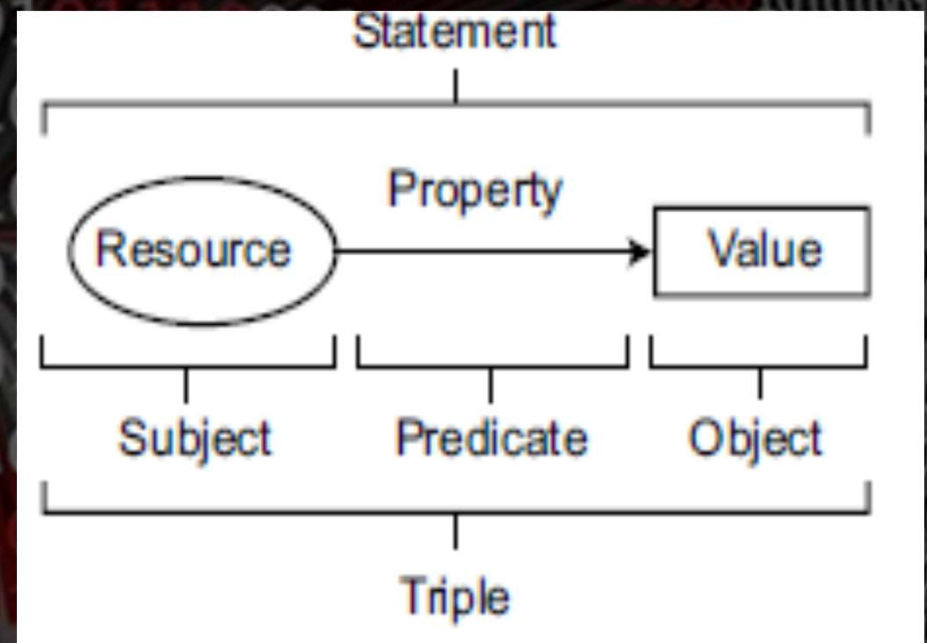 Statement
Property
Resource
Value
Subject Predicate Object
Triple